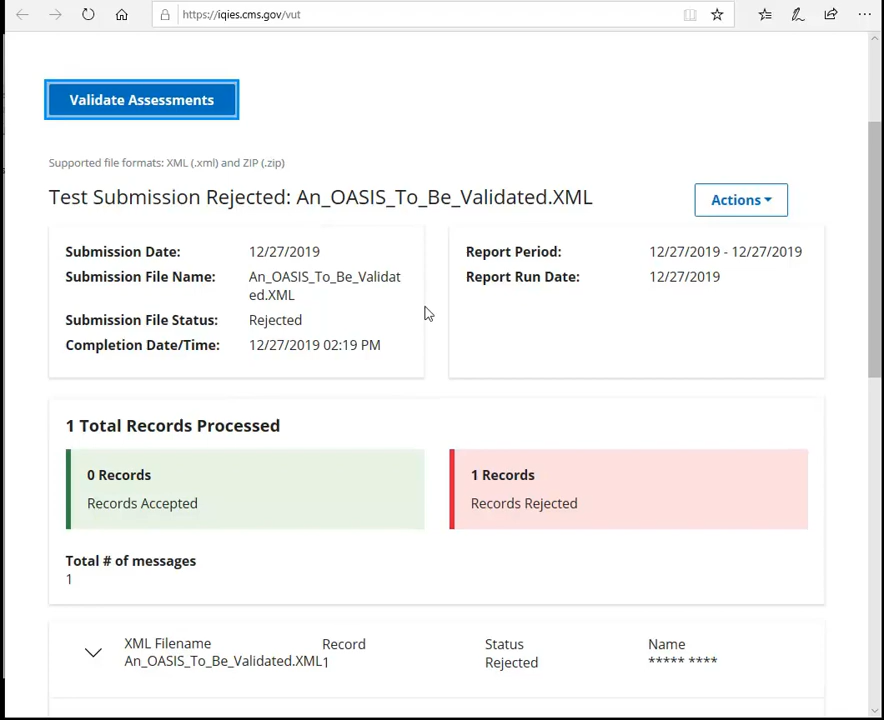 https://iqies.cms.gov/vut
Validate Assessments
Supported file formats: XML (.xml) and ZIP (.zip)
Test Submission Rejected: An_OASIS_To_Be_Validated.XML
Actions
Submission Date: 12/27/2019
Submission File Name: An_OASIS_To_Be_Validat
ed.XML
Submission File Status: Rejected
Completion Date/Time: 12/27/2019 02:19 PM
Report Period: 12/27/2019 - 12/27/2019
Report Run Date: 12/27/2019
1 Total Records Processed
0 Records
Records Accepted
1 Records
Records Rejected
Total # of messages
1
XML Filename Record Status Name
An_OASIS_To_Be_Validated.XML1 Rejected ***** ****